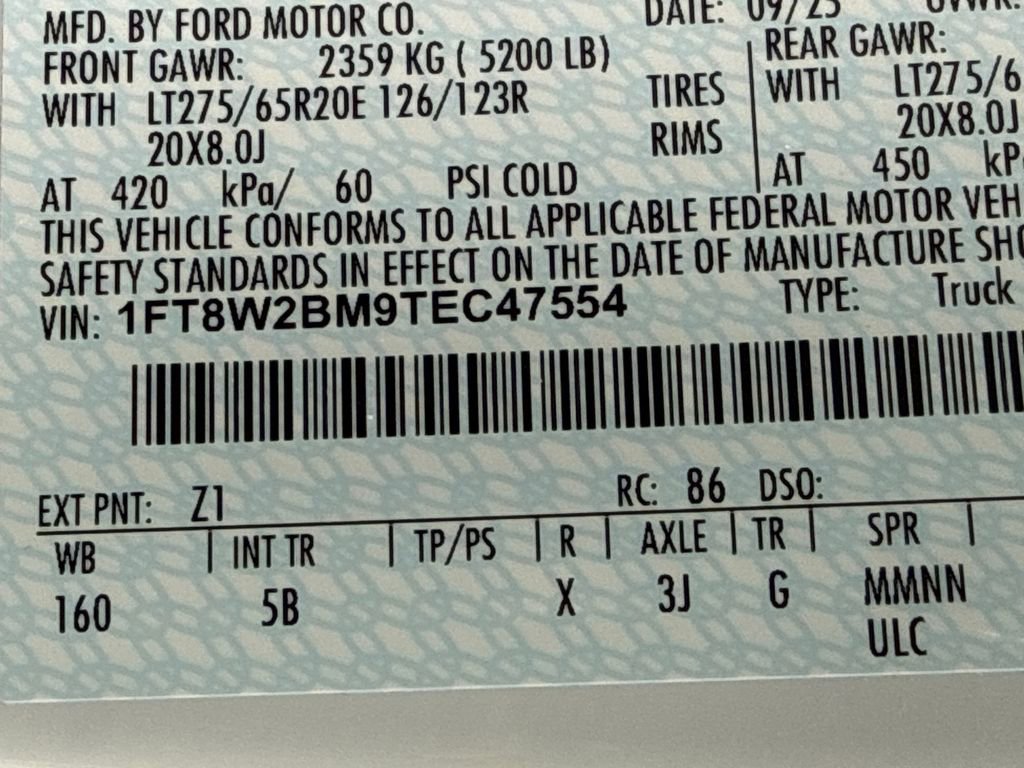 MFD. BY FORD MOTOR CO.
DATE: 09/25 GVWR:
FRONT GAWR: 2359 KG ( 5200 LB)
REAR GAWR:
WITH LT275/65R20E 126/123R TIRES
WITH LT275/6
20X8.0J RIMS
20X8.0J
AT 420 kPa/ 60 PSI COLD
AT 450 kP
THIS VEHICLE CONFORMS TO ALL APPLICABLE FEDERAL MOTOR VEH
SAFETY STANDARDS IN EFFECT ON THE DATE OF MANUFACTURE SHO
VIN: 1FT8W2BM9TEC47554 TYPE: Truck
EXT PNT: Z1 RC: 86 DSO:
WB | INT TR | TP/PS | R | AXLE | TR | SPR |
160 5B X 3J G MMNN
ULC